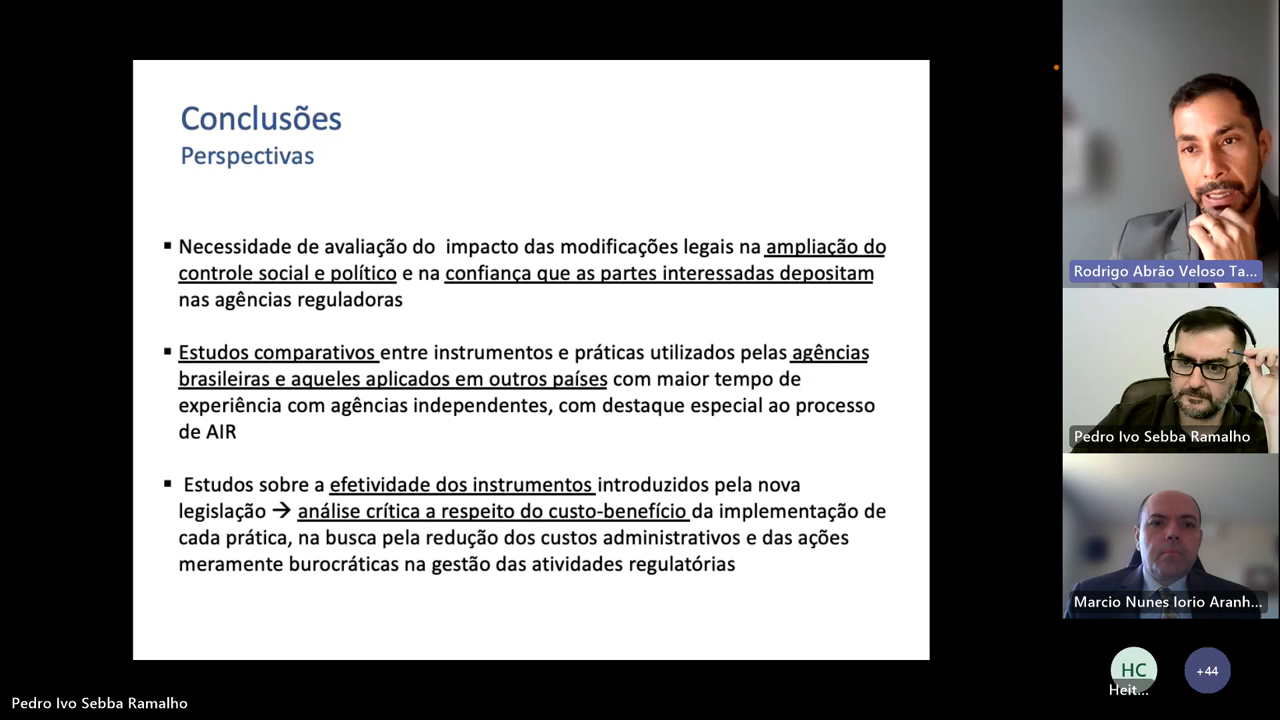 Conclusões
Perspectivas
▪ Necessidade de avaliação do  impacto das modificações legais na ampliação do
controle social e político e na confiança que as partes interessadas depositam
nas agências reguladoras
▪ Estudos comparativos entre instrumentos e práticas utilizados pelas agências
brasileiras e aqueles aplicados em outros países com maior tempo de
experiência com agências independentes, com destaque especial ao processo
de AIR
▪ Estudos sobre a efetividade dos instrumentos introduzidos pela nova
legislação → análise crítica a respeito do custo-benefício da implementação de
cada prática, na busca pela redução dos custos administrativos e das ações
meramente burocráticas na gestão das atividades regulatórias
Rodrigo Abrão Veloso Ta...
Pedro Ivo Sebba Ramalho
Marcio Nunes Iorio Aranh...
HC
Heit...
+44
Pedro Ivo Sebba Ramalho